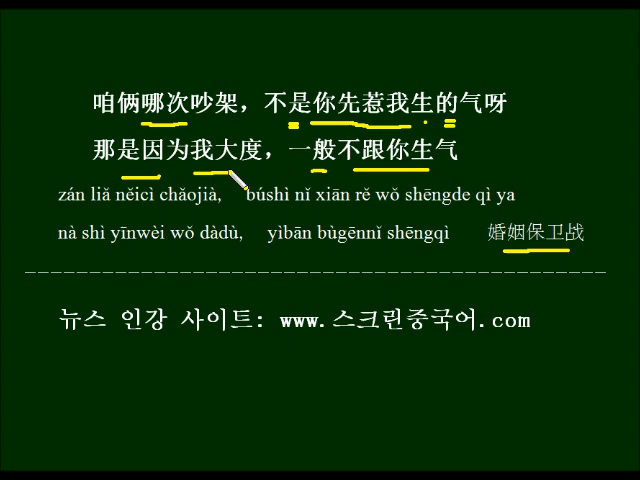 咱俩哪次吵架，不是你先惹我生的气呀
那是因为我大度，一般不跟你生气
zán liǎ něicì chǎojià, búshì nǐ xiān rě wǒ shēngde qì ya
nà shì yīnwèi wǒ dàdù, yìbān bùgēnnǐ shēngqì 婚姻保卫战
뉴스 인강 사이트: www.스크린중국어.com